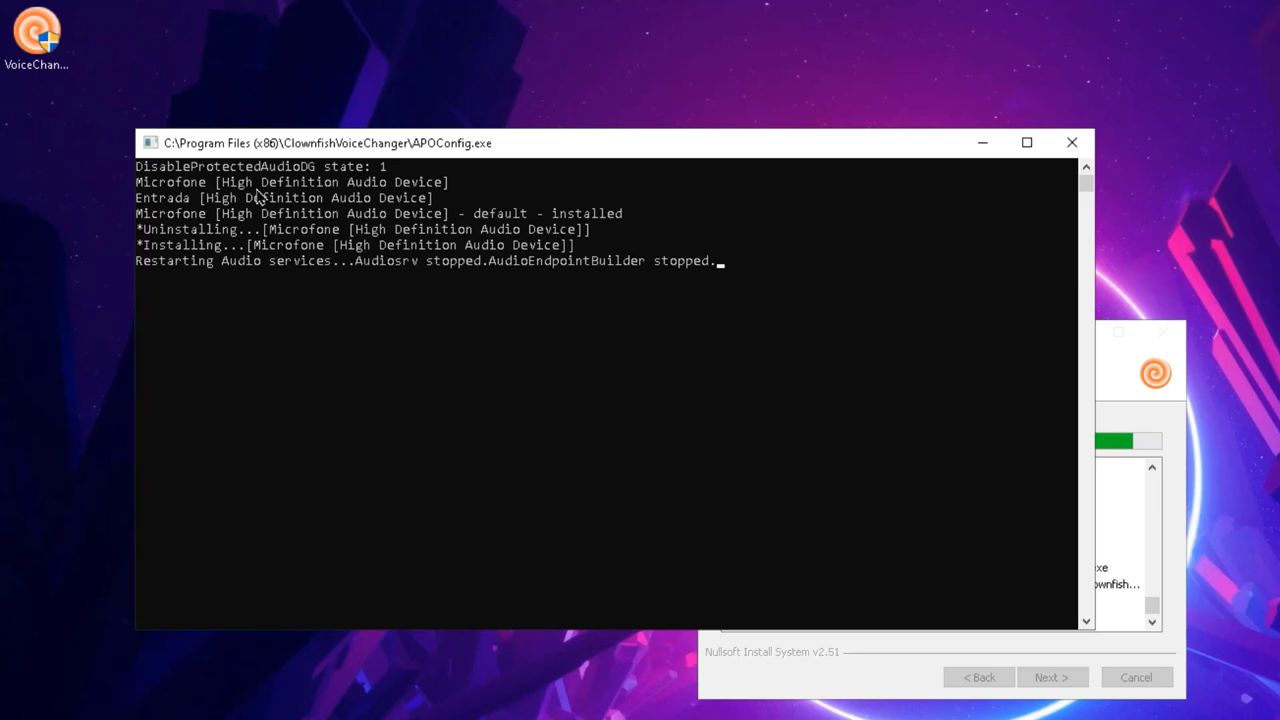 VoiceChan...
C:\Program Files (x86)\ClownfishVoiceChanger\APOConfig.exe
DisableProtectedAudioDG state: 1
Microfone [High Definition Audio Device]
Entrada [High Definition Audio Device]
Microfone [High Definition Audio Device] - default - installed
*Uninstalling...[Microfone [High Definition Audio Device]]
*Installing...[Microfone [High Definition Audio Device]]
Restarting Audio services...Audiosrv stopped.AudioEndpointBuilder stopped.
exe
ownfish...
Nullsoft Install System v2.51
< Back
Next >
Cancel